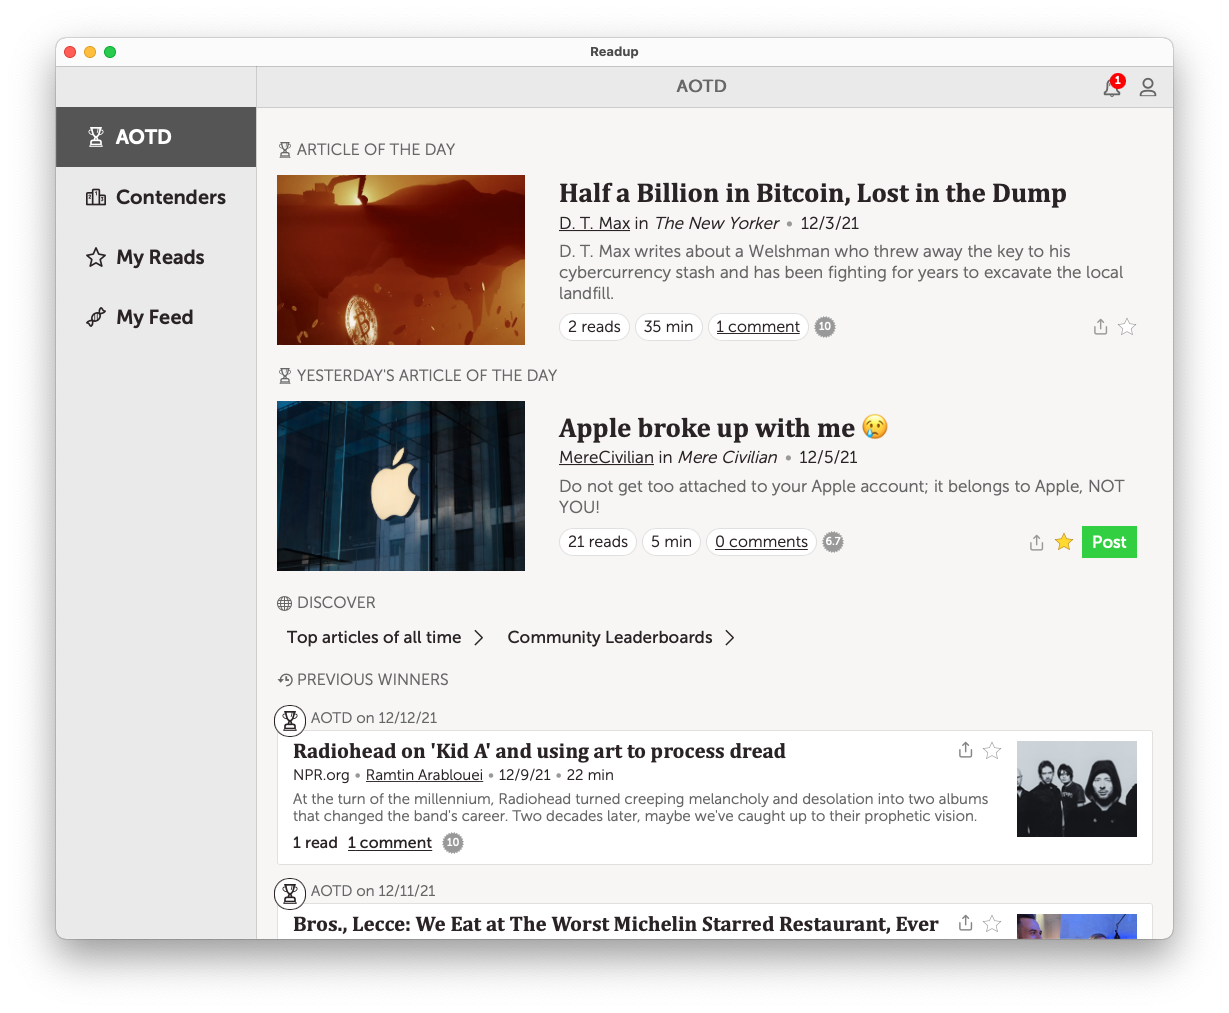 Readup
AOTD
1
AOTD
Contenders
My Reads
My Feed
ARTICLE OF THE DAY
Half a Billion in Bitcoin, Lost in the Dump
D. T. Max in The New Yorker • 12/3/21
D. T. Max writes about a Welshman who threw away the key to his
cybercurrency stash and has been fighting for years to excavate the local
landfill.
2 reads 35 min 1 comment 10
YESTERDAY'S ARTICLE OF THE DAY
Apple broke up with me 😢
MereCivilian in Mere Civilian • 12/5/21
Do not get too attached to your Apple account; it belongs to Apple, NOT
YOU!
21 reads 5 min 0 comments 6.7 Post
DISCOVER
Top articles of all time Community Leaderboards
PREVIOUS WINNERS
AOTD on 12/12/21
Radiohead on 'Kid A' and using art to process dread
NPR.org • Ramtin Arablouei • 12/9/21 • 22 min
At the turn of the millennium, Radiohead turned creeping melancholy and desolation into two albums
that changed the band's career. Two decades later, maybe we've caught up to their prophetic vision.
1 read 1 comment 10
AOTD on 12/11/21
Bros., Lecce: We Eat at The Worst Michelin Starred Restaurant, Ever